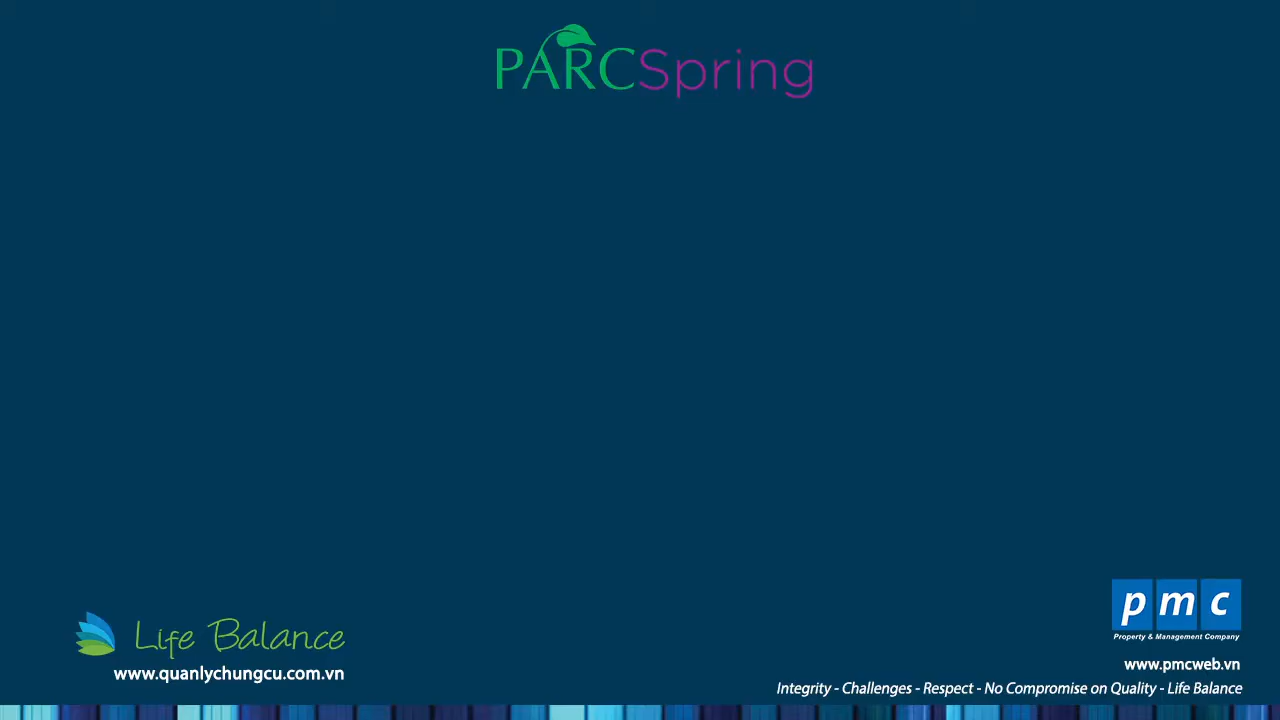 PARCSpring
Life Balance
www.quanlychungcu.com.vn
pmc
Property & Management Company
www.pmcweb.vn
Integrity - Challenges - Respect - No Compromise on Quality - Life Balance